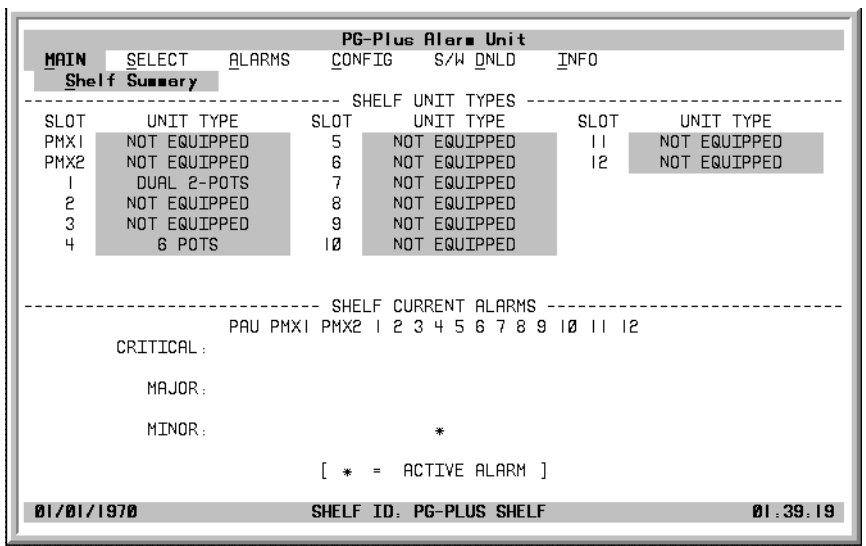 PG-Plus Alarm Unit
MAIN SELECT ALARMS CONFIG S/W DNLD INFO
Shelf Summary
---------------------------- SHELF UNIT TYPES ----------------------------
SLOT UNIT TYPE SLOT UNIT TYPE SLOT UNIT TYPE
PMX1 NOT EQUIPPED 5 NOT EQUIPPED 11 NOT EQUIPPED
PMX2 NOT EQUIPPED 6 NOT EQUIPPED 12 NOT EQUIPPED
1 DUAL 2-POTS 7 NOT EQUIPPED
2 NOT EQUIPPED 8 NOT EQUIPPED
3 NOT EQUIPPED 9 NOT EQUIPPED
4 6 POTS 10 NOT EQUIPPED
---------------------------- SHELF CURRENT ALARMS ----------------------------
PAU PMX1 PMX2 1 2 3 4 5 6 7 8 9 10 11 12
CRITICAL:
MAJOR:
MINOR: *
[ * = ACTIVE ALARM ]
01/01/1970 SHELF ID: PG-PLUS SHELF 01:39:19